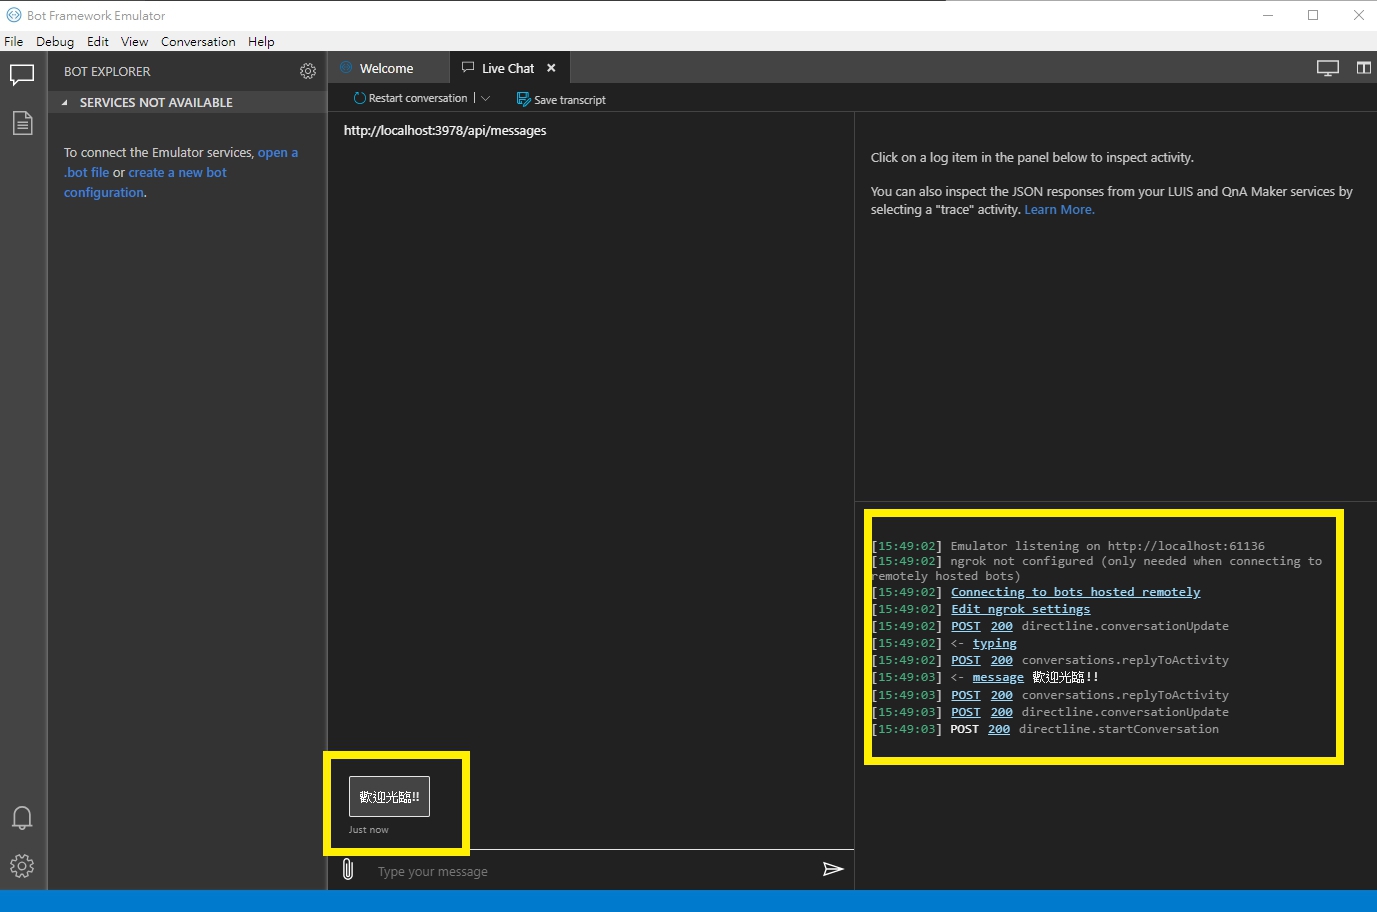 Bot Framework Emulator
File Debug Edit View Conversation Help
BOT EXPLORER
SERVICES NOT AVAILABLE
To connect the Emulator services, open a
.bot file or create a new bot
configuration.
Welcome
Live Chat
Restart conversation
Save transcript
http://localhost:3978/api/messages
歡迎光臨!!
Just now
Type your message
Click on a log item in the panel below to inspect activity.
You can also inspect the JSON responses from your LUIS and QnA Maker services by
selecting a "trace" activity. Learn More.
[15:49:02] Emulator listening on http://localhost:61136
[15:49:02] ngrok not configured (only needed when connecting to
remotely hosted bots)
[15:49:02] Connecting to bots hosted remotely
[15:49:02] Edit ngrok settings
[15:49:02] POST 200 directline.conversationUpdate
[15:49:02] <- typing
[15:49:02] POST 200 conversations.replyToActivity
[15:49:03] <- message 歡迎光臨!!
[15:49:03] POST 200 conversations.replyToActivity
[15:49:03] POST 200 directline.conversationUpdate
[15:49:03] POST 200 directline.startConversation